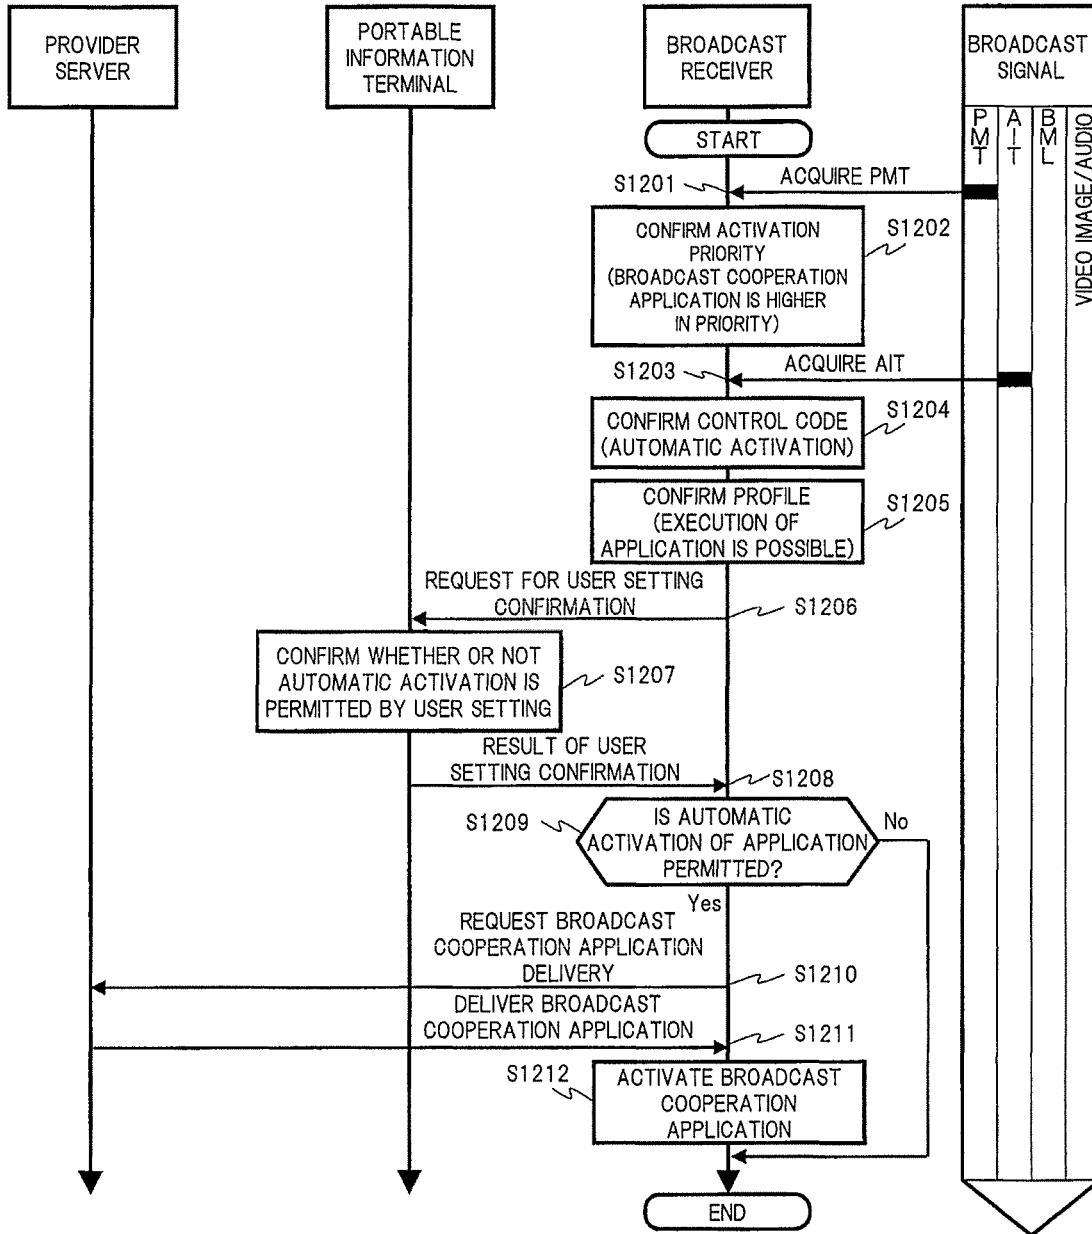 PROVIDER
SERVER
PORTABLE
INFORMATION
TERMINAL
BROADCAST
RECEIVER
BROADCAST
SIGNAL
START
PMT
AIT
BML
VIDEO IMAGE/AUDIO
S1201
ACQUIRE PMT
CONFIRM ACTIVATION
PRIORITY
(BROADCAST COOPERATION
APPLICATION IS HIGHER
IN PRIORITY)
S1202
S1203
ACQUIRE AIT
CONFIRM CONTROL CODE
(AUTOMATIC ACTIVATION)
S1204
CONFIRM PROFILE
(EXECUTION OF
APPLICATION IS POSSIBLE)
S1205
REQUEST FOR USER SETTING
CONFIRMATION
S1206
CONFIRM WHETHER OR NOT
AUTOMATIC ACTIVATION IS
PERMITTED BY USER SETTING
S1207
RESULT OF USER
SETTING CONFIRMATION
S1208
S1209
IS AUTOMATIC
ACTIVATION OF APPLICATION
PERMITTED?
No
Yes
REQUEST BROADCAST
COOPERATION APPLICATION
DELIVERY
S1210
DELIVER BROADCAST
COOPERATION APPLICATION
S1211
S1212
ACTIVATE BROADCAST
COOPERATION
APPLICATION
END